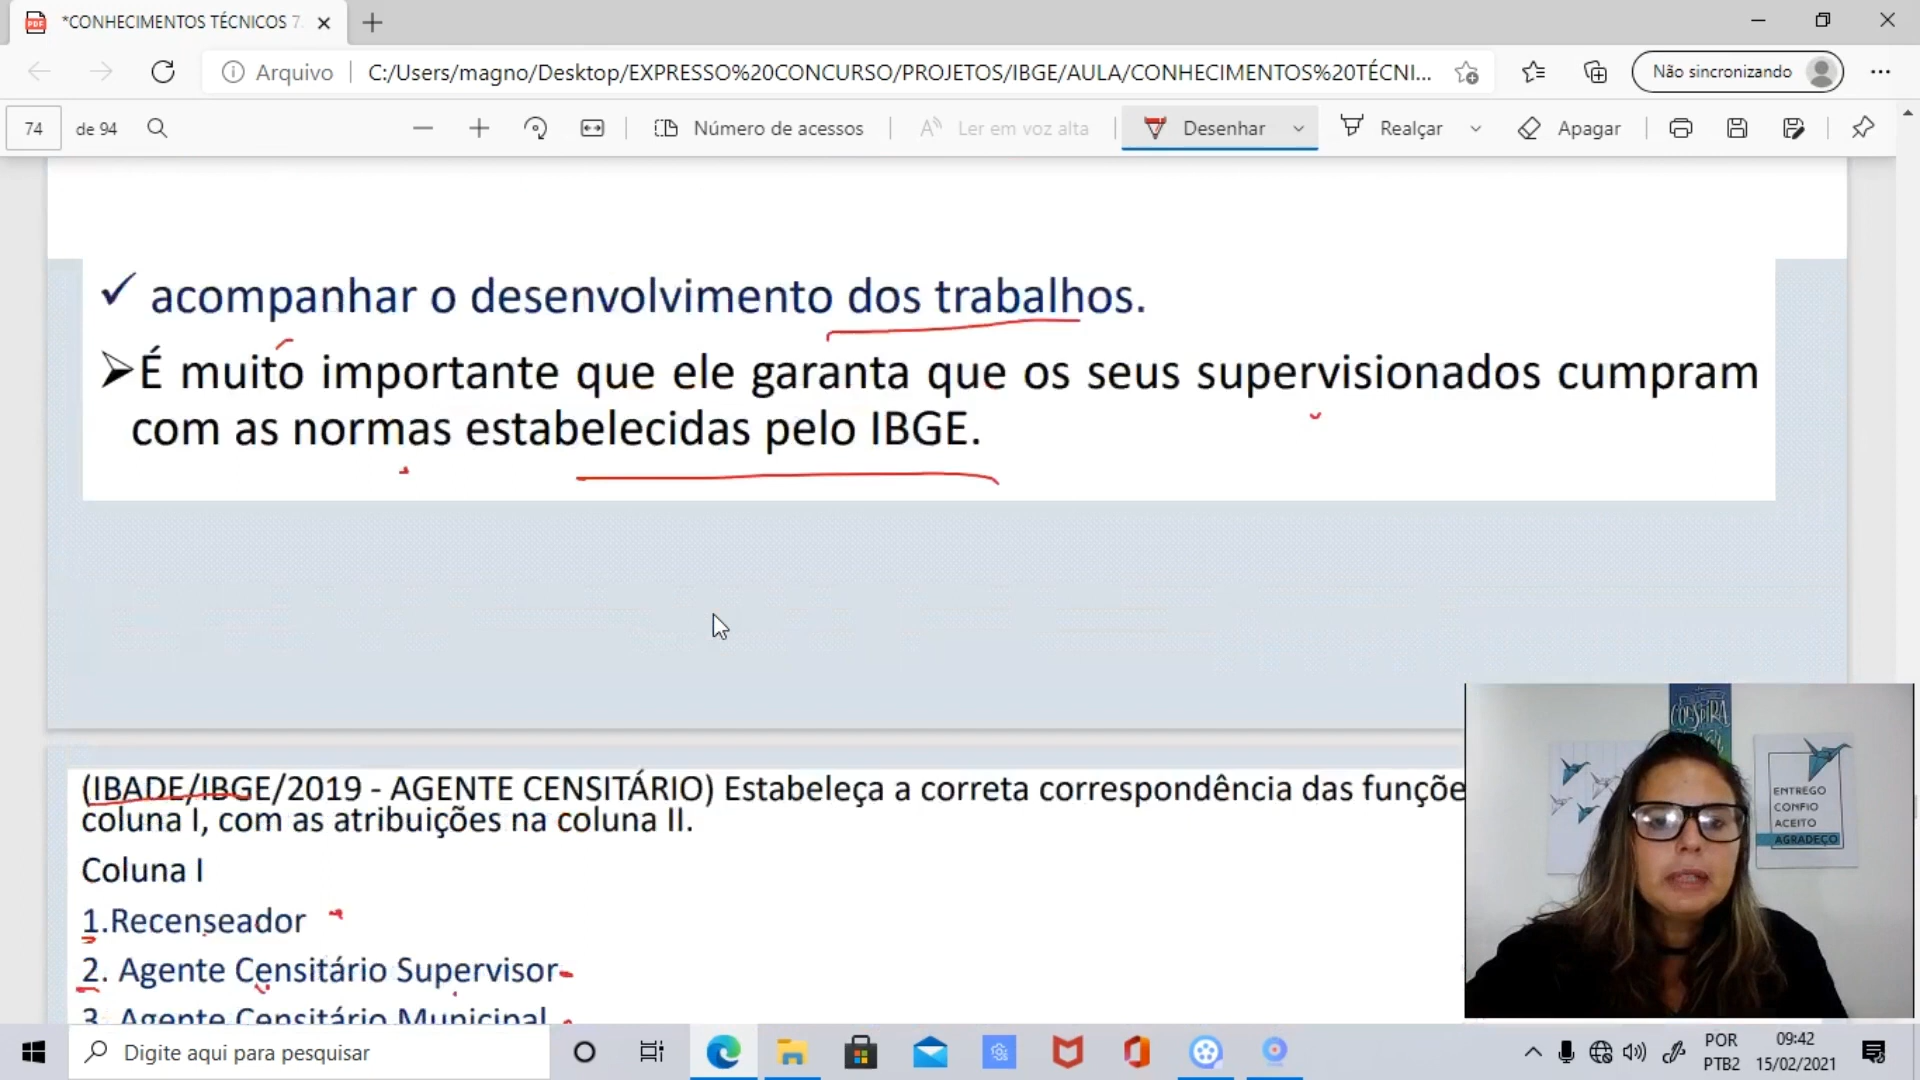 *CONHECIMENTOS TÉCNICOS 7
Arquivo
C:/Users/magno/Desktop/EXPRESSO%20CONCURSO/PROJETOS/IBGE/AULA/CONHECIMENTOS%20TÉCNI...
Não sincronizando
74 de 94
Número de acessos
Ler em voz alta
Desenhar
Realçar
Apagar
✓ acompanhar o desenvolvimento dos trabalhos.
➢É muito importante que ele garanta que os seus supervisionados cumpram
com as normas estabelecidas pelo IBGE.
(IBADE/IBGE/2019 - AGENTE CENSITÁRIO) Estabeleça a correta correspondência das funçõe
coluna I, com as atribuições na coluna II.
Coluna I
1.Recenseador
2. Agente Censitário Supervisor
3. Agente Censitário Municipal
ENTREGO
CONFIO
ACEITO
AGRADEÇO
Digite aqui para pesquisar
POR
PTB2
09:42
15/02/2021